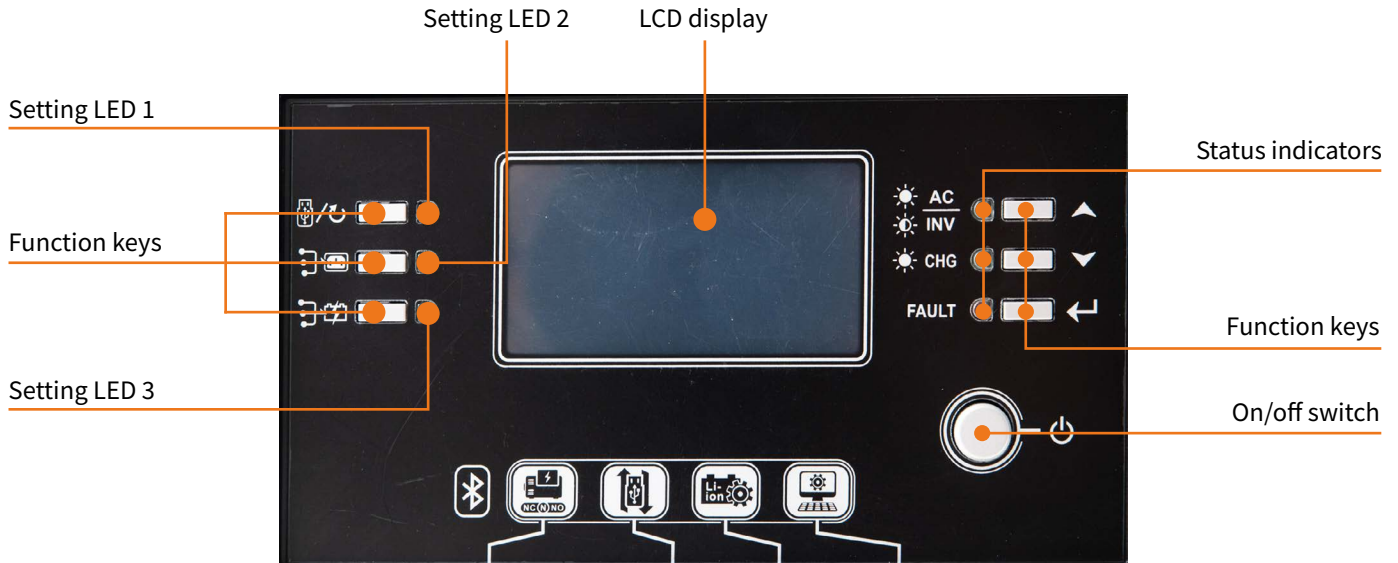 Setting LED 2
LCD display
Setting LED 1
Status indicators
AC
INV
Function keys
CHG
FAULT
Function keys
Setting LED 3
On/off switch
NC(N)NO
Li-
ion